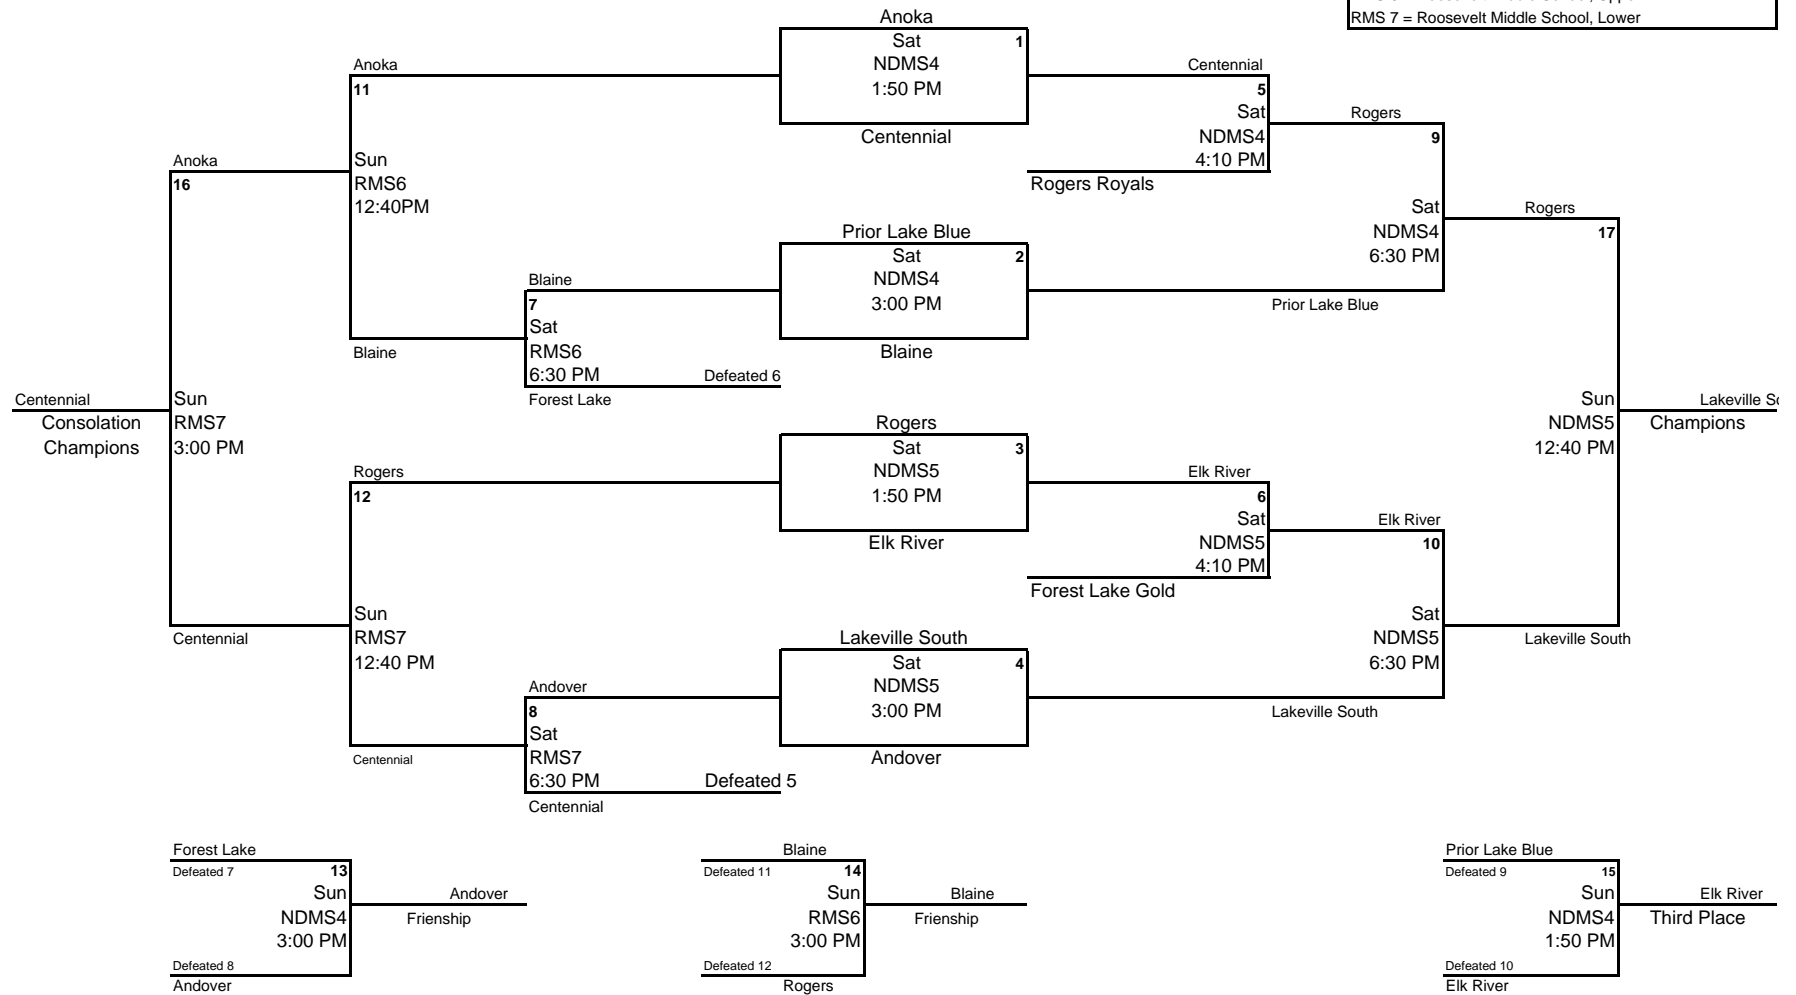 RMS 7 = Roosevelt Middle School, Lower
Anoka
Sat 1
NDMS4
1:50 PM
Centennial
Anoka
11
Sun
RMS6
12:40PM
Blaine
Centennial
5
Sat
NDMS4
4:10 PM
Rogers Royals
Rogers
9
Sat
NDMS4
6:30 PM
Prior Lake Blue
Anoka
16
Sun
RMS7
3:00 PM
Centennial
Centennial
Consolation
Champions
Prior Lake Blue
Sat 2
NDMS4
3:00 PM
Blaine
Blaine
7
Sat
RMS6
6:30 PM Defeated 6
Forest Lake
Rogers
17
Sun
NDMS5
12:40 PM
Lakeville South
Lakeville
Champions
Rogers
Sat 3
NDMS5
1:50 PM
Elk River
Rogers
12
Sun
RMS7
12:40 PM
Centennial
Elk River
6
Sat
NDMS5
4:10 PM
Forest Lake Gold
Elk River
10
Sat
NDMS5
6:30 PM
Lakeville South
Lakeville South
Sat 4
NDMS5
3:00 PM
Andover
Andover
8
Sat
RMS7
6:30 PM Defeated 5
Centennial
Forest Lake
Defeated 7 13
Sun
NDMS4
3:00 PM
Defeated 8
Andover
Andover
Frienship
Blaine
Defeated 11 14
Sun
RMS6
3:00 PM
Defeated 12
Rogers
Blaine
Frienship
Prior Lake Blue
Defeated 9 15
Sun
NDMS4
1:50 PM
Defeated 10
Elk River
Elk River
Third Place